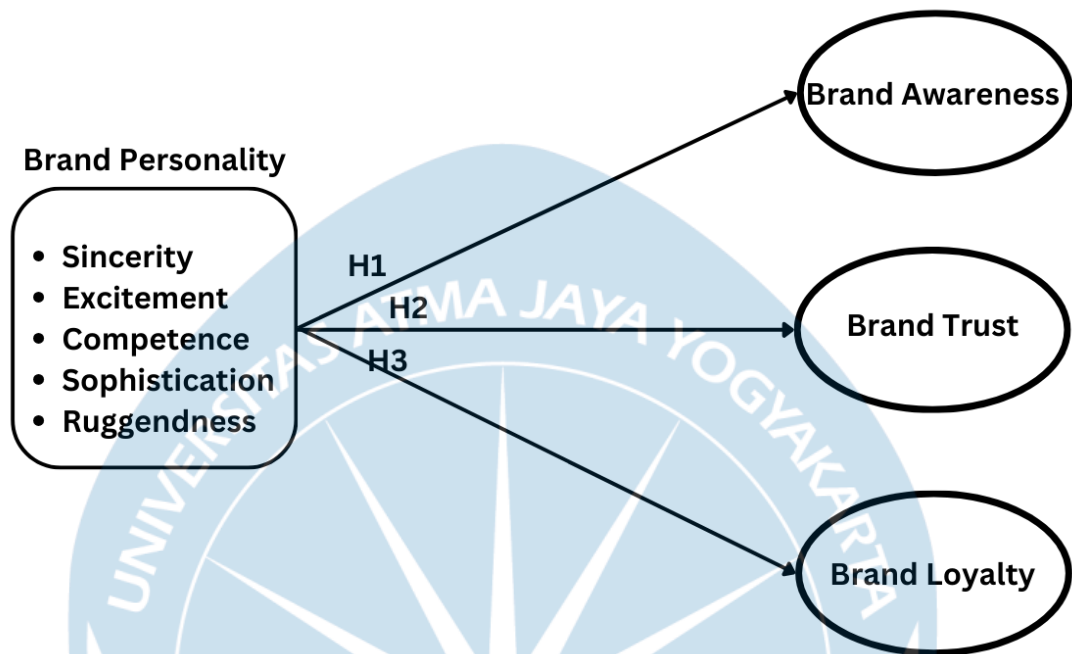 Brand Awareness
Brand Personality
• Sincerity
• Excitement
• Competence
• Sophistication
• Ruggendness
H1
H2
H3
Brand Trust
Brand Loyalty
UNIVERSITAS ATMA JAYA YOGYAKARTA